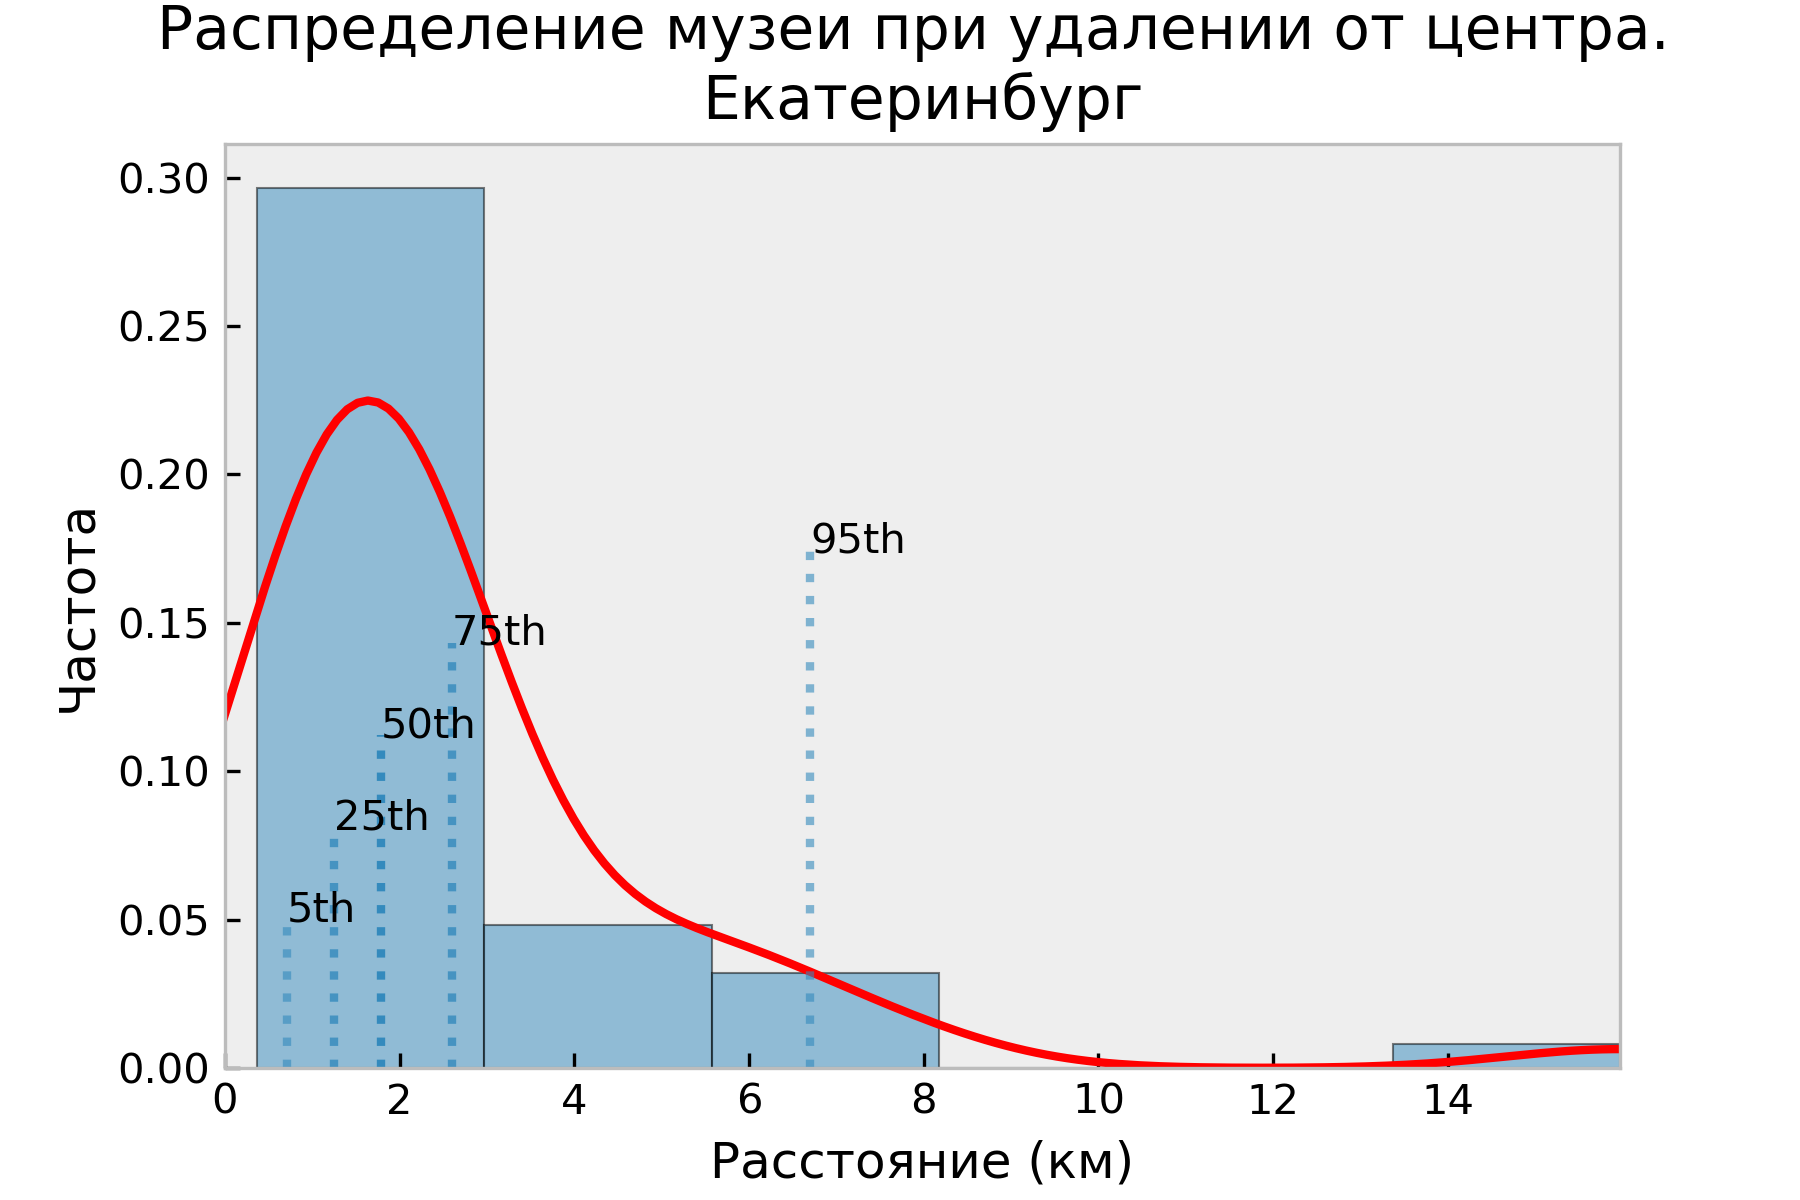 Распределение музеи при удалении от центра.
Екатеринбург
0.30
0.25
0.20
0.15
0.10
0.05
0.00
Частота
95th
75th
50th
25th
5th
0 2 4 6 8 10 12 14
Расстояние (км)